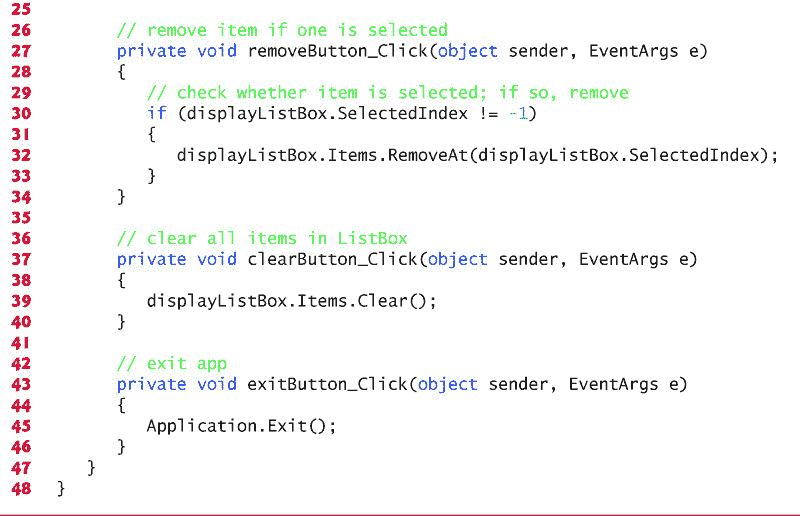 25
26 // remove item if one is selected
27 private void removeButton_Click(object sender, EventArgs e)
28 {
29 // check whether item is selected; if so, remove
30 if (displayListBox.SelectedIndex != -1)
31 {
32 displayListBox.Items.RemoveAt(displayListBox.SelectedIndex);
33 }
34 }
35
36 // clear all items in ListBox
37 private void clearButton_Click(object sender, EventArgs e)
38 {
39 displayListBox.Items.Clear();
40 }
41
42 // exit app
43 private void exitButton_Click(object sender, EventArgs e)
44 {
45 Application.Exit();
46 }
47 }
48 }